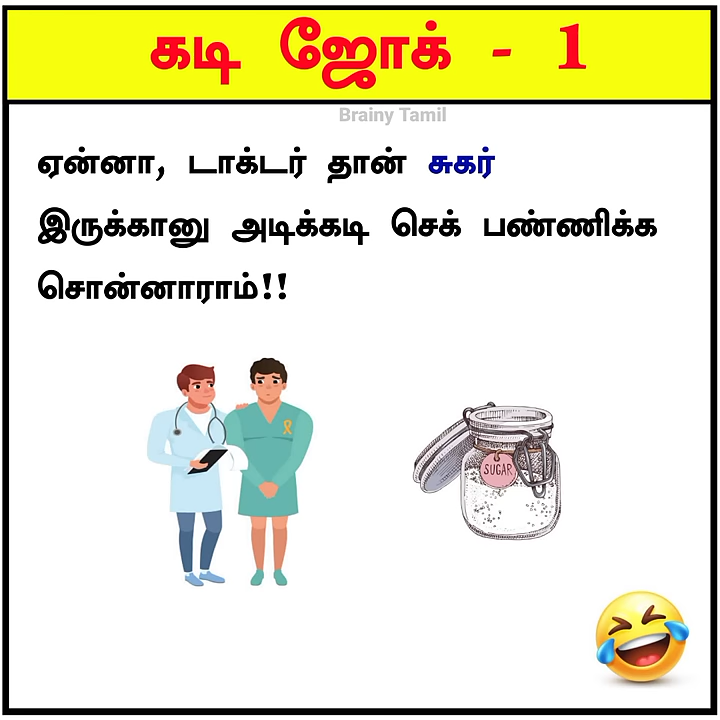 கடி ஜோக் - 1
Brainy Tamil
ஏன்னா, டாக்டர் தான் சுகர்
இருக்கானு அடிக்கடி செக் பண்ணிக்க
சொன்னாராம்!!
SUGAR